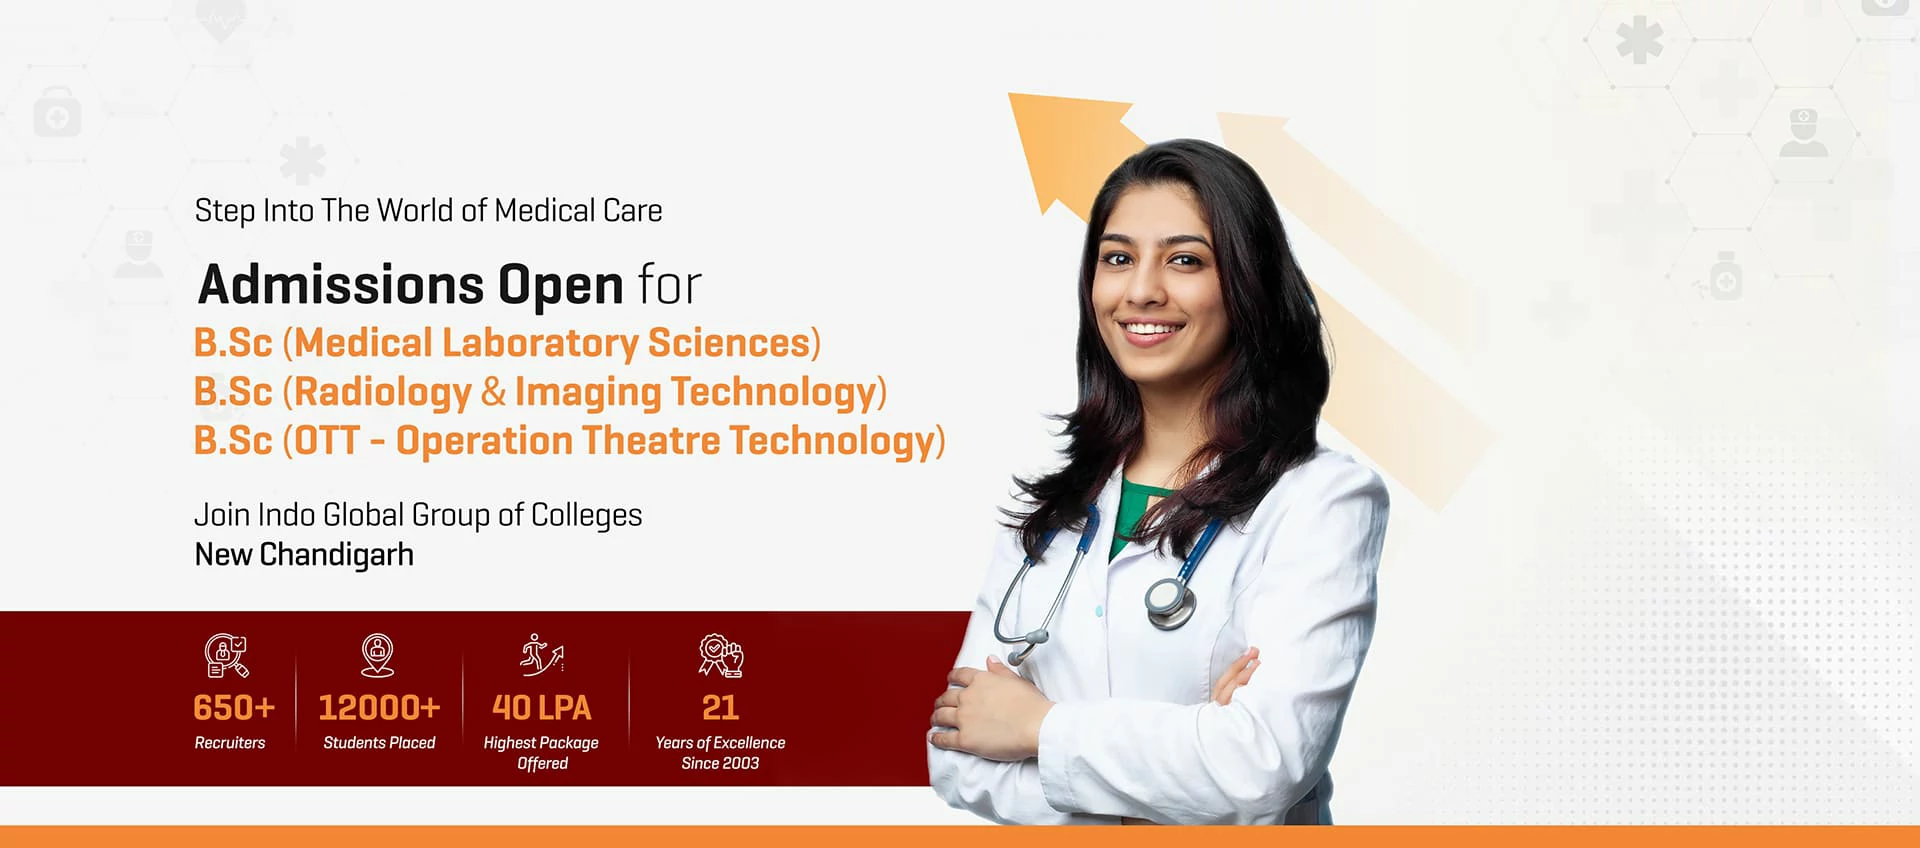 Step Into The World of Medical Care
Admissions Open for
B.Sc (Medical Laboratory Sciences)
B.Sc (Radiology & Imaging Technology)
B.Sc (OTT - Operation Theatre Technology)
Join Indo Global Group of Colleges
New Chandigarh
650+
Recruiters
12000+
Students Placed
40 LPA
Highest Package
Offered
21
Years of Excellence
Since 2003